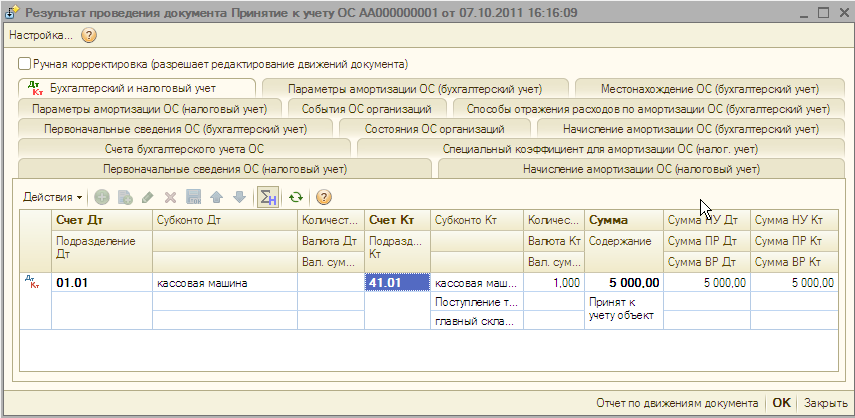 Результат проведения документа Принятие к учету ОС АА000000001 от 07.10.2011 16:16:09
Настройка... ?
Ручная корректировка (разрешает редактирование движений документа)
Дт Кт Бухгалтерский и налоговый учет Параметры амортизации ОС (бухгалтерский учет) Местонахождение ОС (бухгалтерский учет)
Параметры амортизации ОС (налоговый учет) События ОС организаций Способы отражения расходов по амортизации ОС (бухгалтерский учет)
Первоначальные сведения ОС (бухгалтерский учет) Состояния ОС организаций Начисление амортизации ОС (бухгалтерский учет)
Счета бухгалтерского учета ОС Специальный коэффициент для амортизации ОС (налог. учет)
Первоначальные сведения ОС (налоговый учет) Начисление амортизации ОС (налоговый учет)
Действия ?
Счет Дт Субконто Дт Количест... Счет Кт Субконто Кт Количес... Сумма Сумма НУ Дт Сумма НУ Кт
Подразделение Дт Валюта Дт Подразд... Кт Валюта Кт Содержание Сумма ПР Дт Сумма ПР Кт
Вал. сум... Вал. сум... Сумма ВР Дт Сумма ВР Кт
Дт Кт 01.01 кассовая машина 41.01 кассовая маш... 1,000 5 000,00 5 000,00 5 000,00
Поступление т... Принят к
главный скла... учету объект
Отчет по движениям документа OK Закрыть